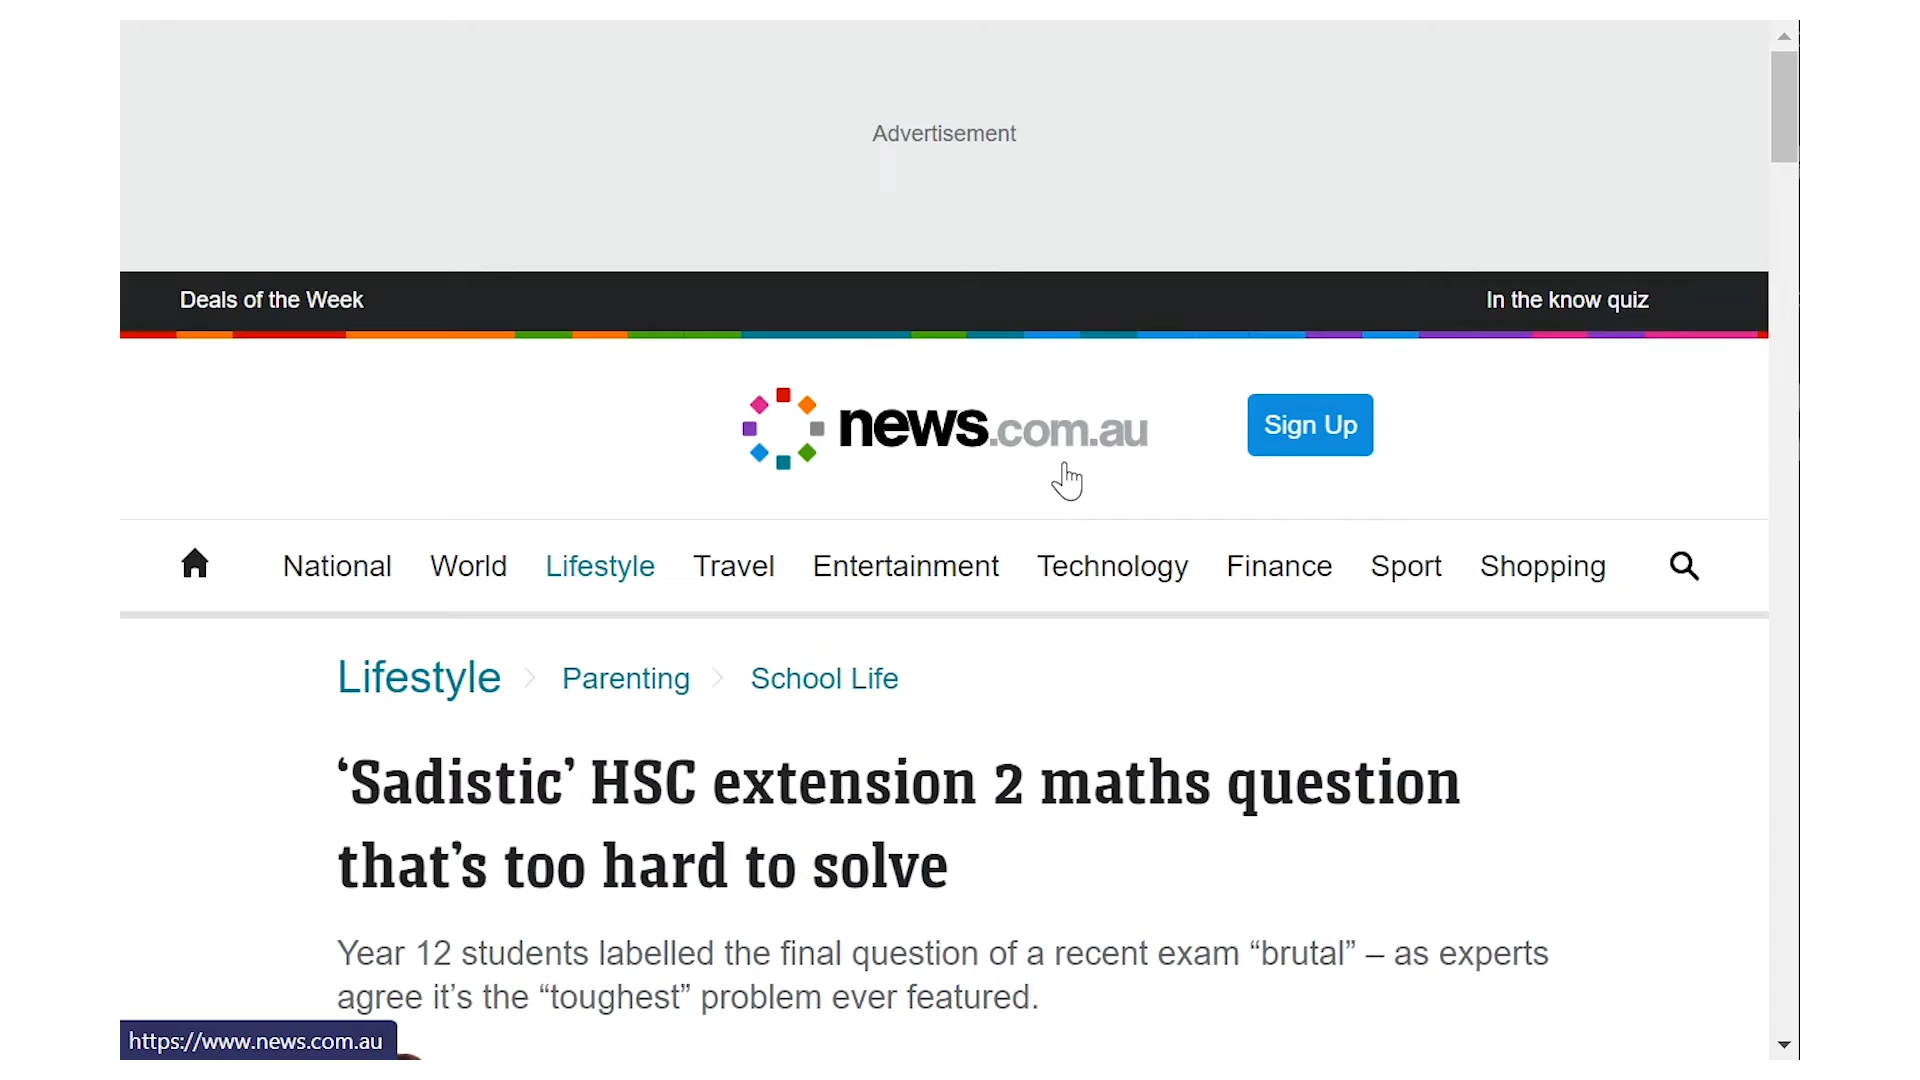 Advertisement
Deals of the Week
In the know quiz
news.com.au
Sign Up
National World Lifestyle Travel Entertainment Technology Finance Sport Shopping
Lifestyle Parenting School Life
‘Sadistic’ HSC extension 2 maths question
that’s too hard to solve
Year 12 students labelled the final question of a recent exam “brutal” – as experts
agree it’s the “toughest” problem ever featured.
https://www.news.com.au